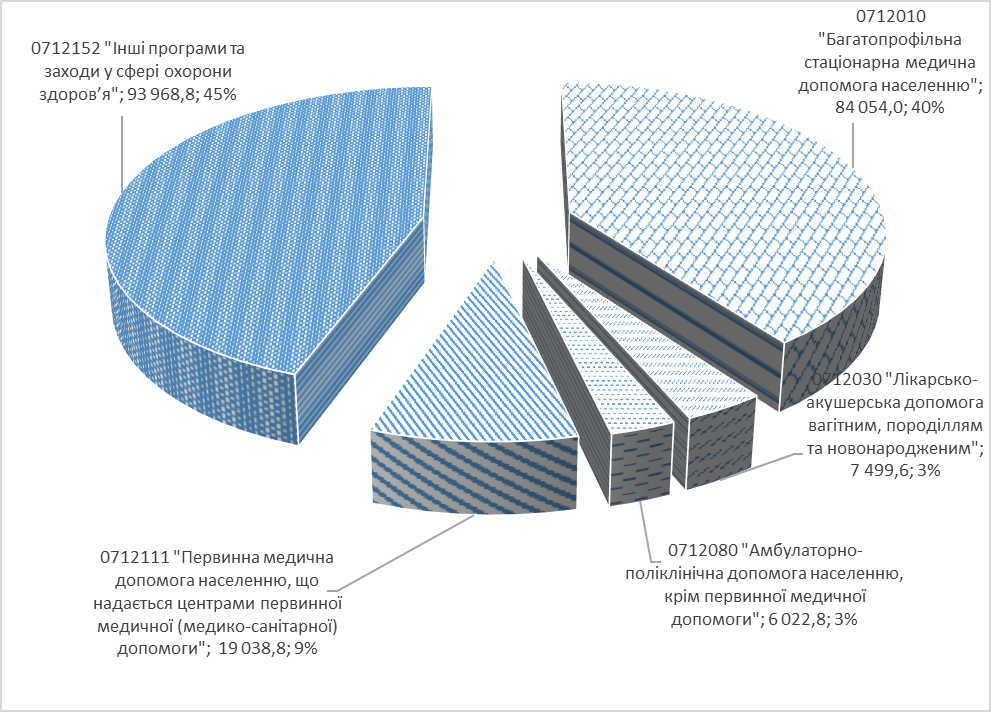 0712152 "Інші програми та
заходи у сфері охорони
здоров’я"; 93 968,8; 45%
0712010
"Багатопрофільна
стаціонарна медична
допомога населенню";
84 054,0; 40%
0712030 "Лікарсько-
акушерська допомога
вагітним, породіллям
та новонародженим";
7 499,6; 3%
0712080 "Амбулаторно-
поліклінічна допомога населенню,
крім первинної медичної
допомоги"; 6 022,8; 3%
0712111 "Первинна медична
допомога населенню, що
надається центрами первинної
медичної (медико-санітарної)
допомоги"; 19 038,8; 9%